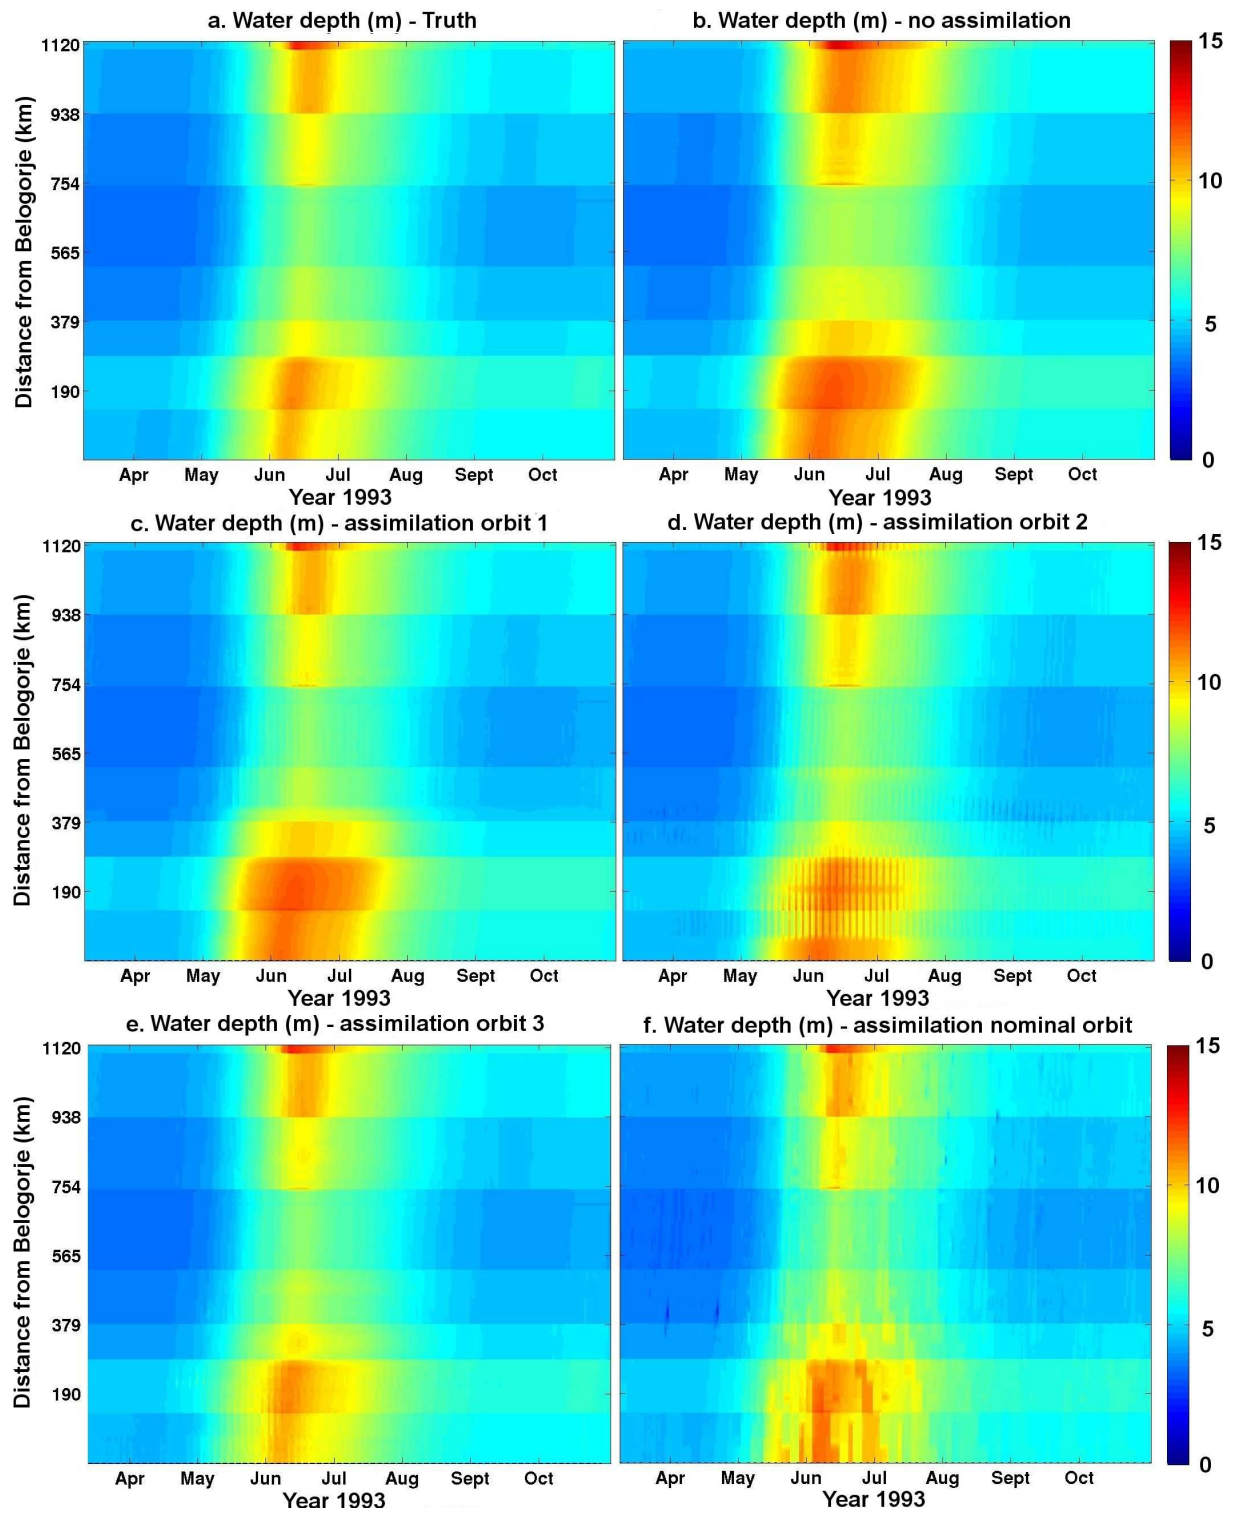 a. Water depth (m) - Truth
b. Water depth (m) - no assimilation
Distance from Belogorje (km)
1120
938
754
565
379
190
Apr May Jun Jul Aug Sept Oct
Year 1993
Apr May Jun Jul Aug Sept Oct
Year 1993
15
10
5
0
c. Water depth (m) - assimilation orbit 1
d. Water depth (m) - assimilation orbit 2
Distance from Belogorje (km)
1120
938
754
565
379
190
Apr May Jun Jul Aug Sept Oct
Year 1993
Apr May Jun Jul Aug Sept Oct
Year 1993
15
10
5
0
e. Water depth (m) - assimilation orbit 3
f. Water depth (m) - assimilation nominal orbit
Distance from Belogorje (km)
1120
938
754
565
379
190
Apr May Jun Jul Aug Sept Oct
Year 1993
Apr May Jun Jul Aug Sept Oct
Year 1993
15
10
5
0